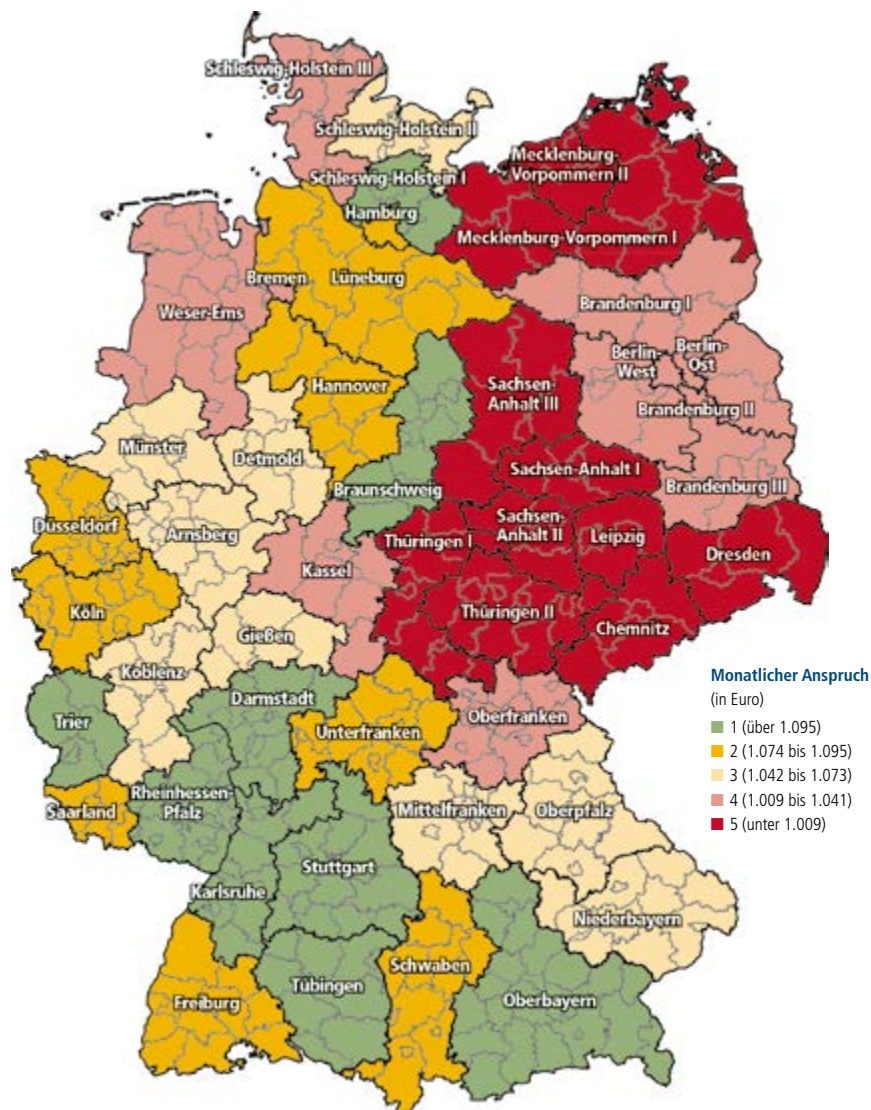 Schleswig-Holstein III
Schleswig-Holstein II
Mecklenburg-
Vorpommern II
Schleswig-Holstein I
Hamburg
Mecklenburg-Vorpommern I
Bremen
Lüneburg
Weser-Ems
Brandenburg I
Berlin-
West
Berlin-
Ost
Hannover
Sachsen-
Anhalt III
Brandenburg II
Münster
Detmold
Sachsen-Anhalt I
Braunschweig
Brandenburg III
Düsseldorf
Arnsberg
Sachsen-
Anhalt II
Leipzig
Thüringen I
Dresden
Kassel
Köln
Thüringen II
Chemnitz
Gießen
Koblenz
Darmstadt
Trier
Oberfranken
Unterfranken
Rheinhessen-
Pfalz
Saarland
Mittelfranken
Oberpfalz
Stuttgart
Karlsruhe
Niederbayern
Schwaben
Tübingen
Freiburg
Oberbayern
Monatlicher Anspruch
(in Euro)
1 (über 1.095)
2 (1.074 bis 1.095)
3 (1.042 bis 1.073)
4 (1.009 bis 1.041)
5 (unter 1.009)